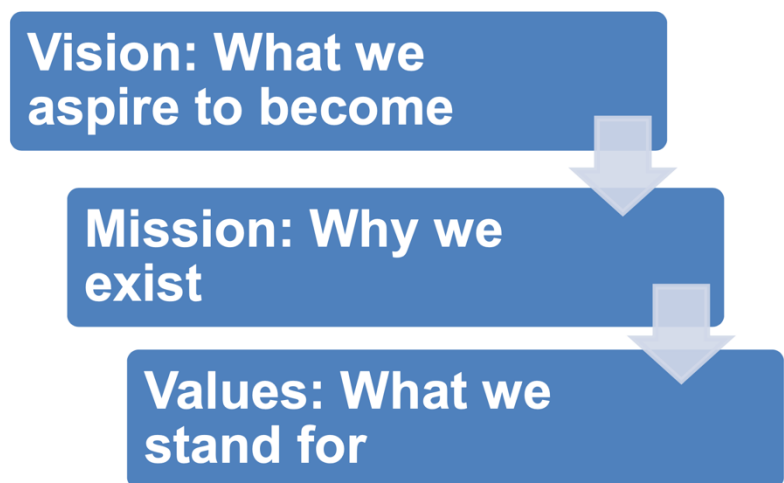 Vision: What we
aspire to become
Mission: Why we
exist
Values: What we
stand for